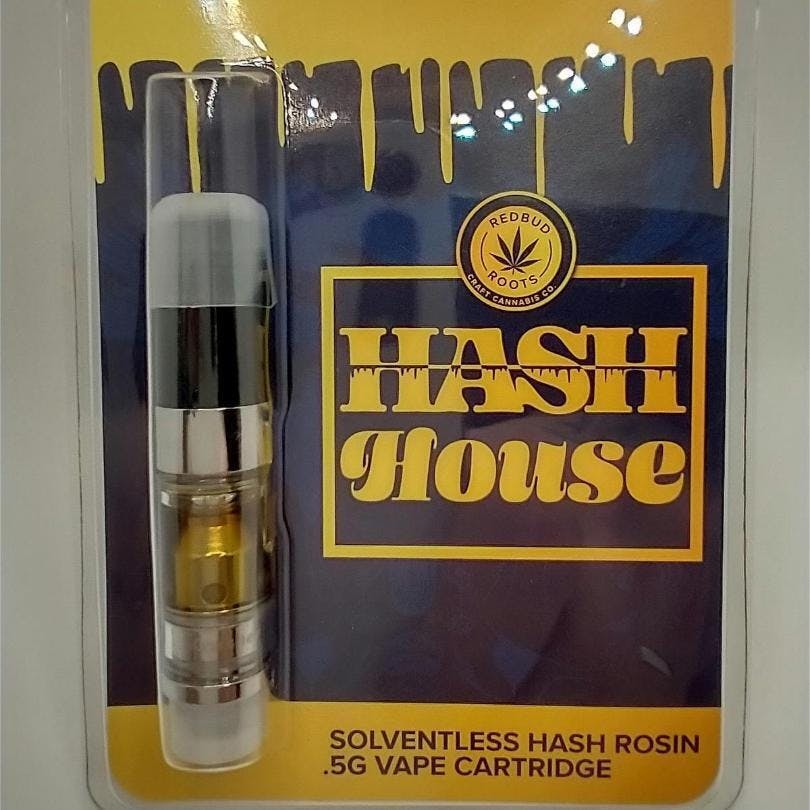 REDBUD
ROOTS
CRAFT CANNABIS CO.
HASH
House
SOLVENTLESS HASH ROSIN
.5G VAPE CARTRIDGE